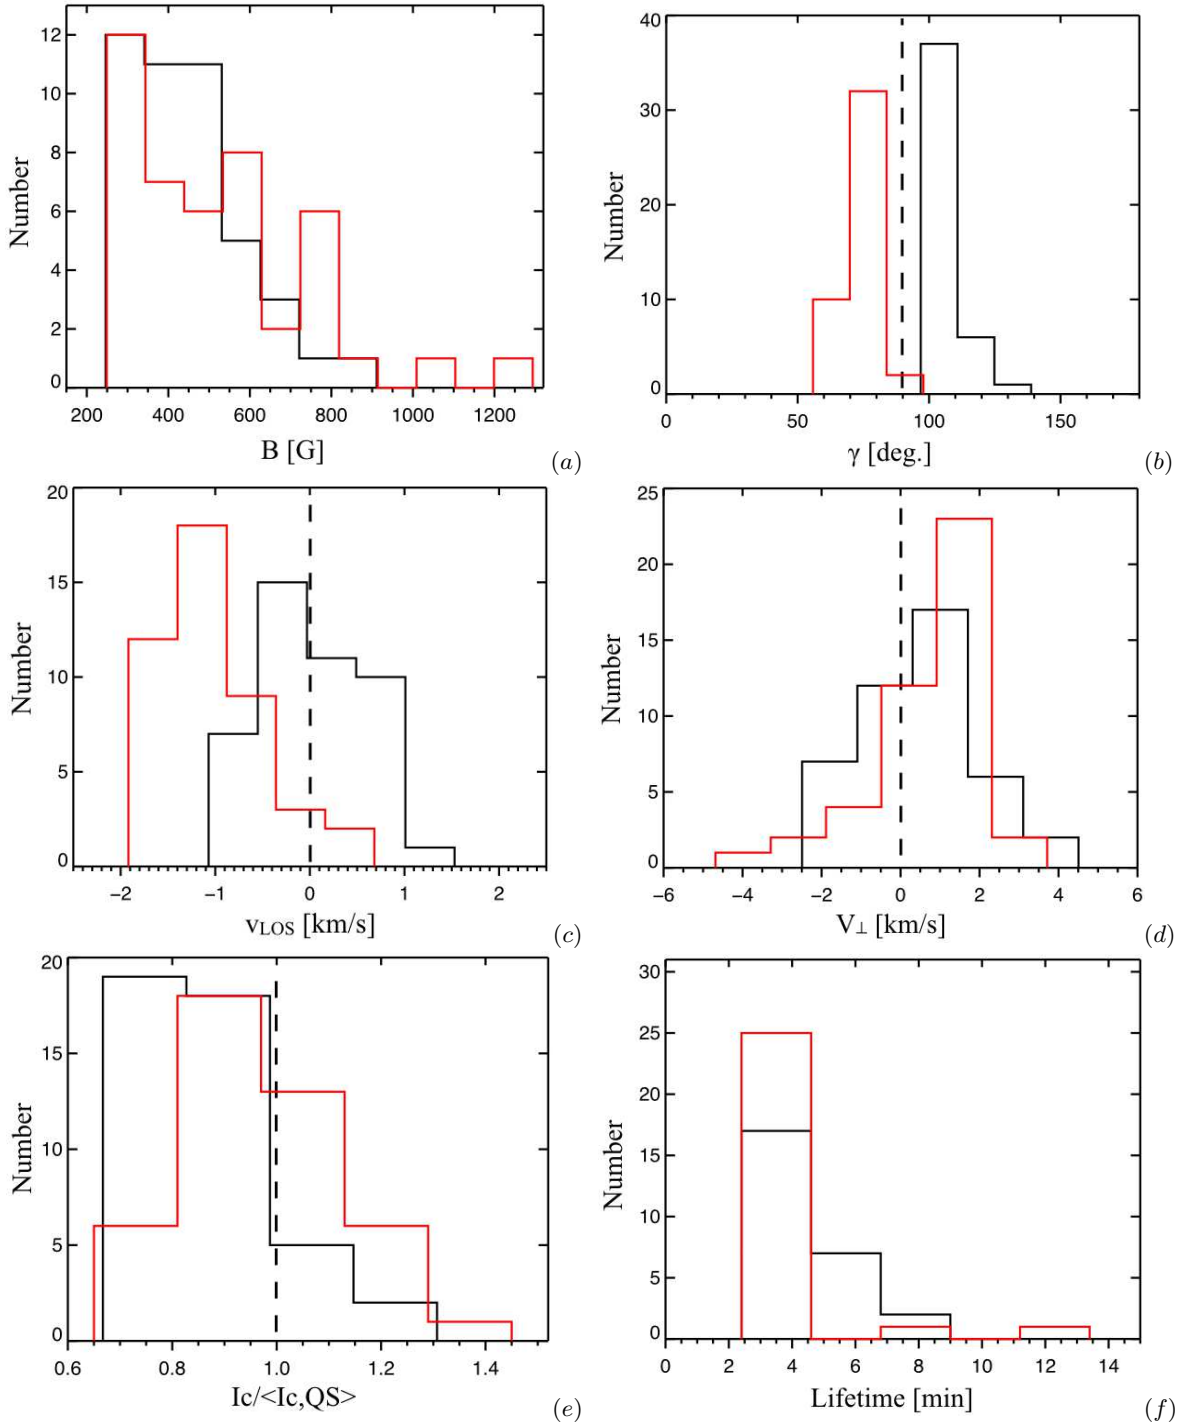 12
10
8
6
4
2
0
Number
200 400 600 800 1000 1200
B [G]
(a)
40
30
20
10
0
Number
0 50 100 150
γ [deg.]
(b)
20
15
10
5
0
Number
−2 −1 0 1 2
vLOS [km/s]
(c)
25
20
15
10
5
0
Number
−6 −4 −2 0 2 4 6
V⊥ [km/s]
(d)
20
15
10
5
0
Number
0.6 0.8 1.0 1.2 1.4
Ic/<Ic,QS>
(e)
30
25
20
15
10
5
0
Number
0 2 4 6 8 10 12 14
Lifetime [min]
(f)